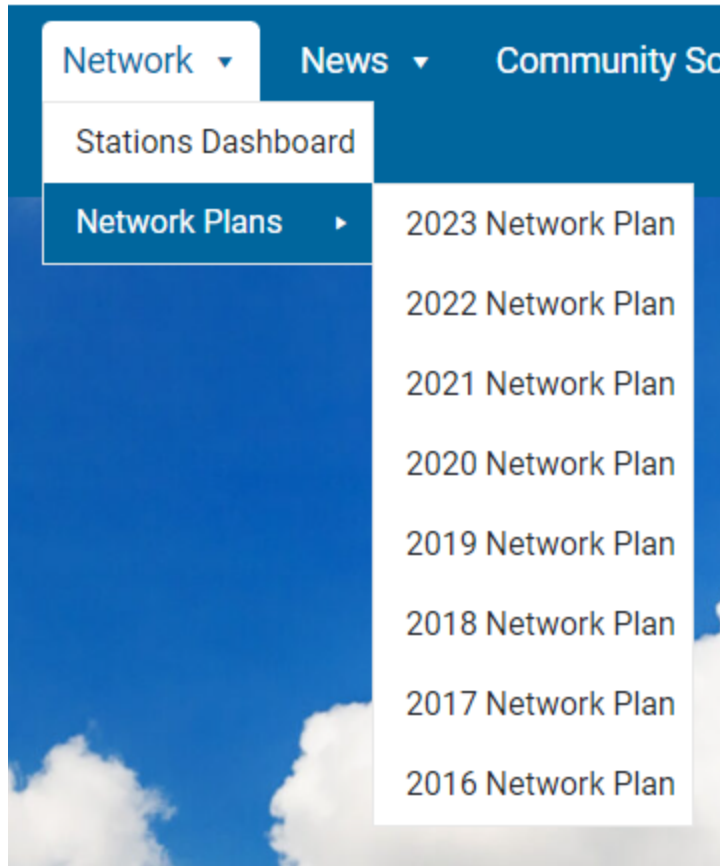 Network News Community
Stations Dashboard
Network Plans
2023 Network Plan
2022 Network Plan
2021 Network Plan
2020 Network Plan
2019 Network Plan
2018 Network Plan
2017 Network Plan
2016 Network Plan